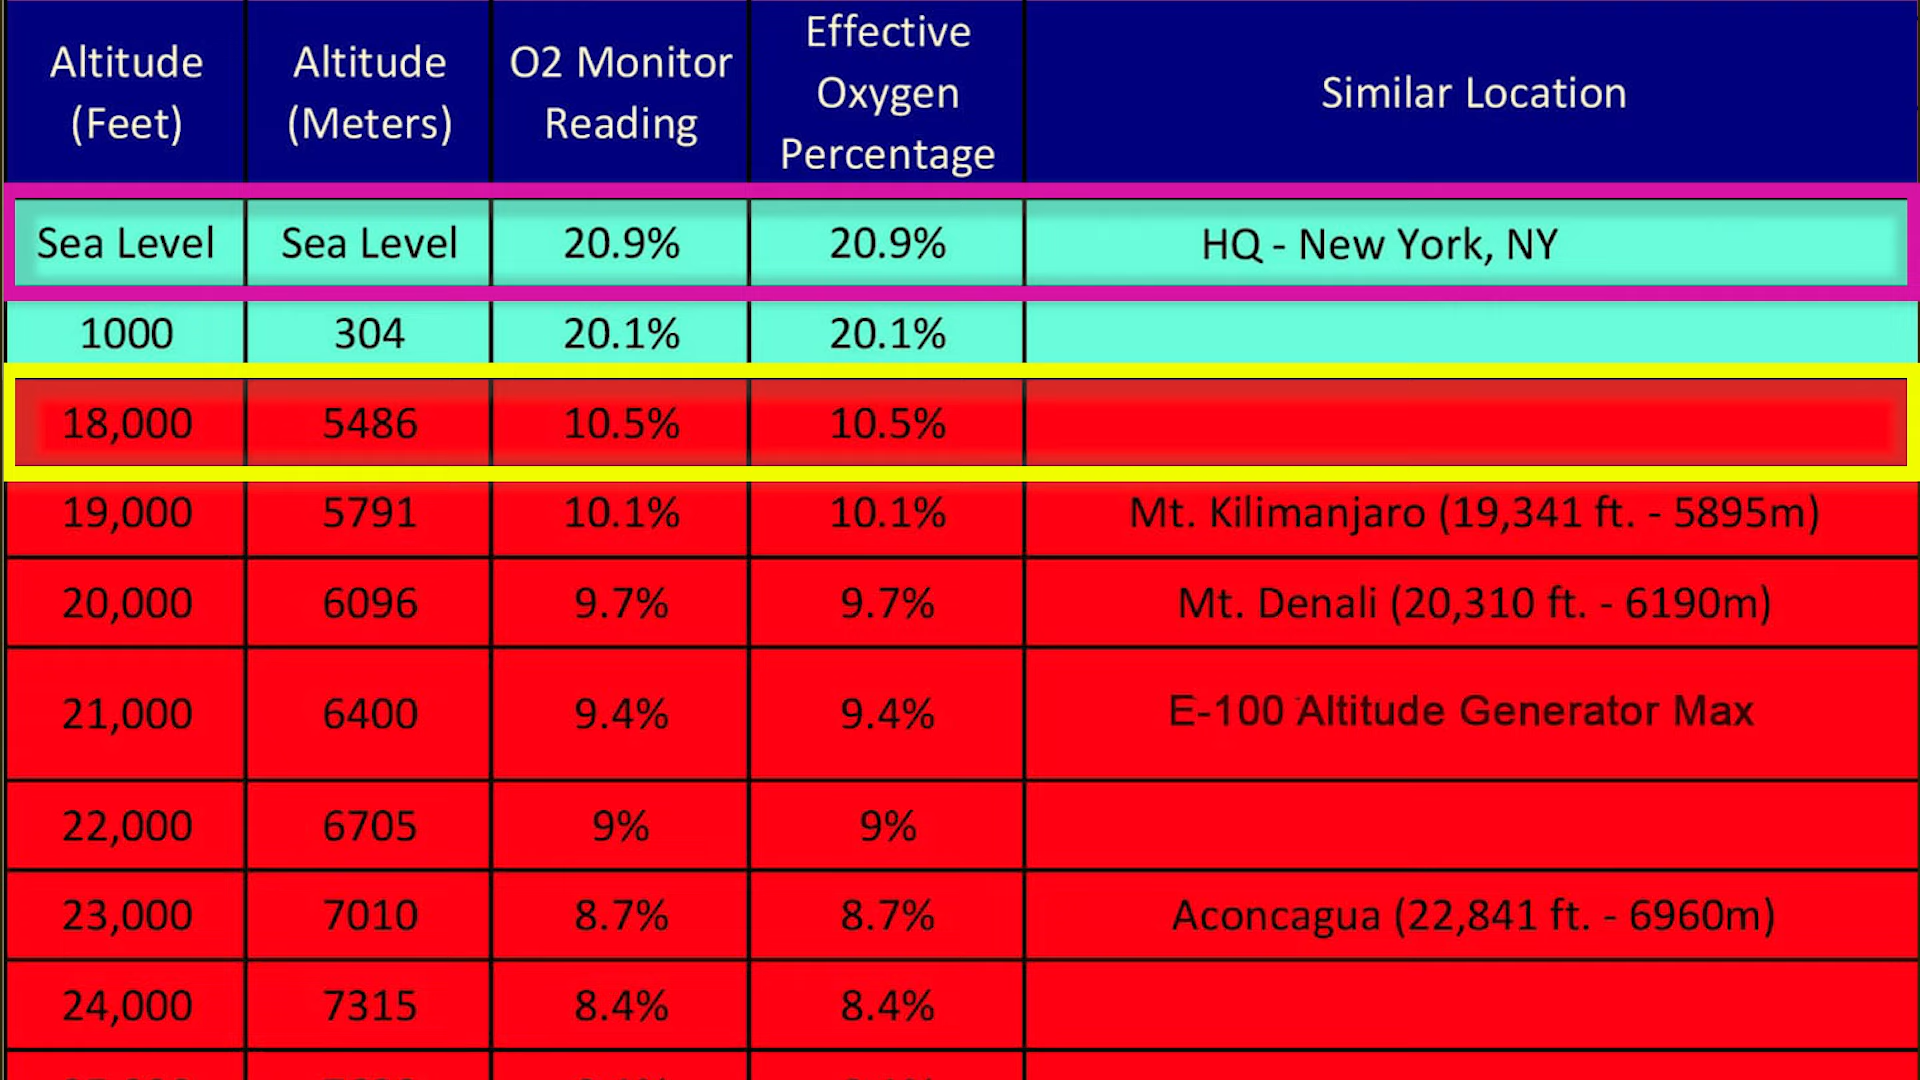 Altitude (Feet) Altitude (Meters) O2 Monitor Reading Effective Oxygen Percentage Similar Location
Sea Level Sea Level 20.9% 20.9% HQ - New York, NY
1000 304 20.1% 20.1%
18,000 5486 10.5% 10.5%
19,000 5791 10.1% 10.1% Mt. Kilimanjaro (19,341 ft. - 5895m)
20,000 6096 9.7% 9.7% Mt. Denali (20,310 ft. - 6190m)
21,000 6400 9.4% 9.4% E-100 Altitude Generator Max
22,000 6705 9% 9%
23,000 7010 8.7% 8.7% Aconcagua (22,841 ft. - 6960m)
24,000 7315 8.4% 8.4%